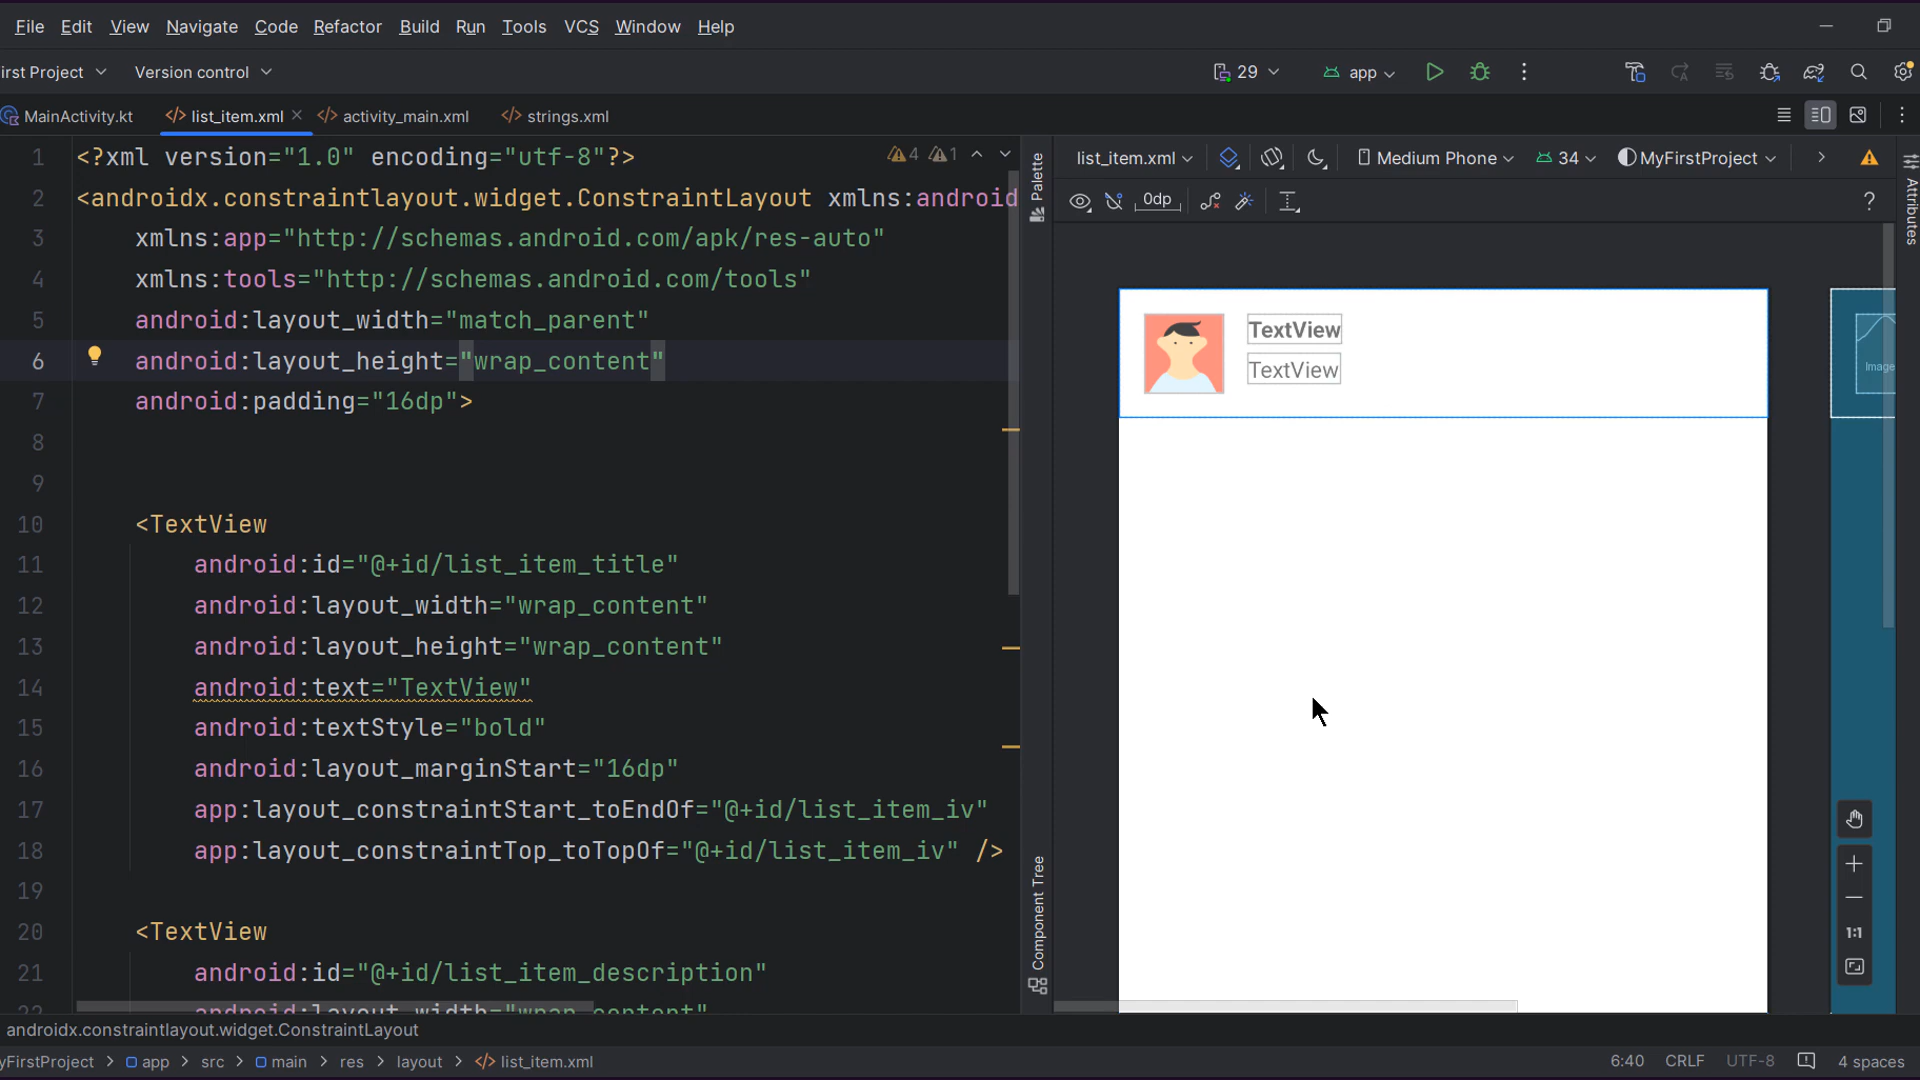 File Edit View Navigate Code Refactor Build Run Tools VCS Window Help
irst Project Version control 29 app
MainActivity.kt list_item.xml activity_main.xml strings.xml
1 <?xml version="1.0" encoding="utf-8"?> 4 1
2 <androidx.constraintlayout.widget.ConstraintLayout xmlns:android
3 xmlns:app="http://schemas.android.com/apk/res-auto"
4 xmlns:tools="http://schemas.android.com/tools"
5 android:layout_width="match_parent"
6 android:layout_height="wrap_content"
7 android:padding="16dp">
8
9
10 <TextView
11 android:id="@+id/list_item_title"
12 android:layout_width="wrap_content"
13 android:layout_height="wrap_content"
14 android:text="TextView"
15 android:textStyle="bold"
16 android:layout_marginStart="16dp"
17 app:layout_constraintStart_toEndOf="@+id/list_item_iv"
18 app:layout_constraintTop_toTopOf="@+id/list_item_iv" />
19
20 <TextView
21 android:id="@+id/list_item_description"
22 android:layout_width="wrap_content"
Palette
Component Tree
list_item.xml Medium Phone 34 MyFirstProject
0dp ?
TextView
TextView
Image
1:1
Attributes
androidx.constraintlayout.widget.ConstraintLayout
yFirstProject > app > src > main > res > layout > list_item.xml 6:40 CRLF UTF-8 4 spaces